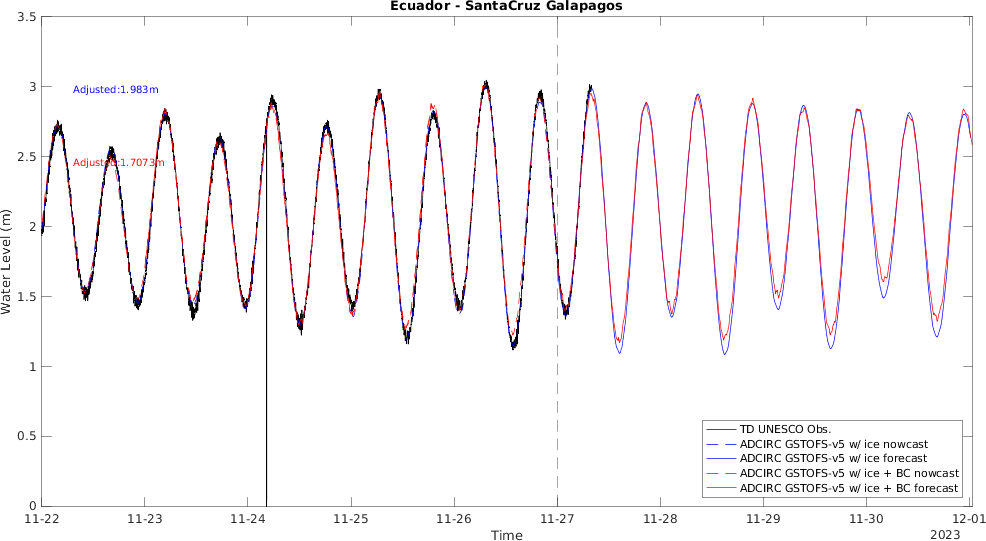 Ecuador - SantaCruz Galapagos
3.5
3
2.5
2
1.5
1
0.5
0
Water Level (m)
Adjusted:1.983m
Adjusted:1.7073m
TD UNESCO Obs.
ADCIRC GSTOFS-v5 w/ ice nowcast
ADCIRC GSTOFS-v5 w/ ice forecast
ADCIRC GSTOFS-v5 w/ ice + BC nowcast
ADCIRC GSTOFS-v5 w/ ice + BC forecast
11-22 11-23 11-24 11-25 11-26 11-27 11-28 11-29 11-30 12-01
Time
2023